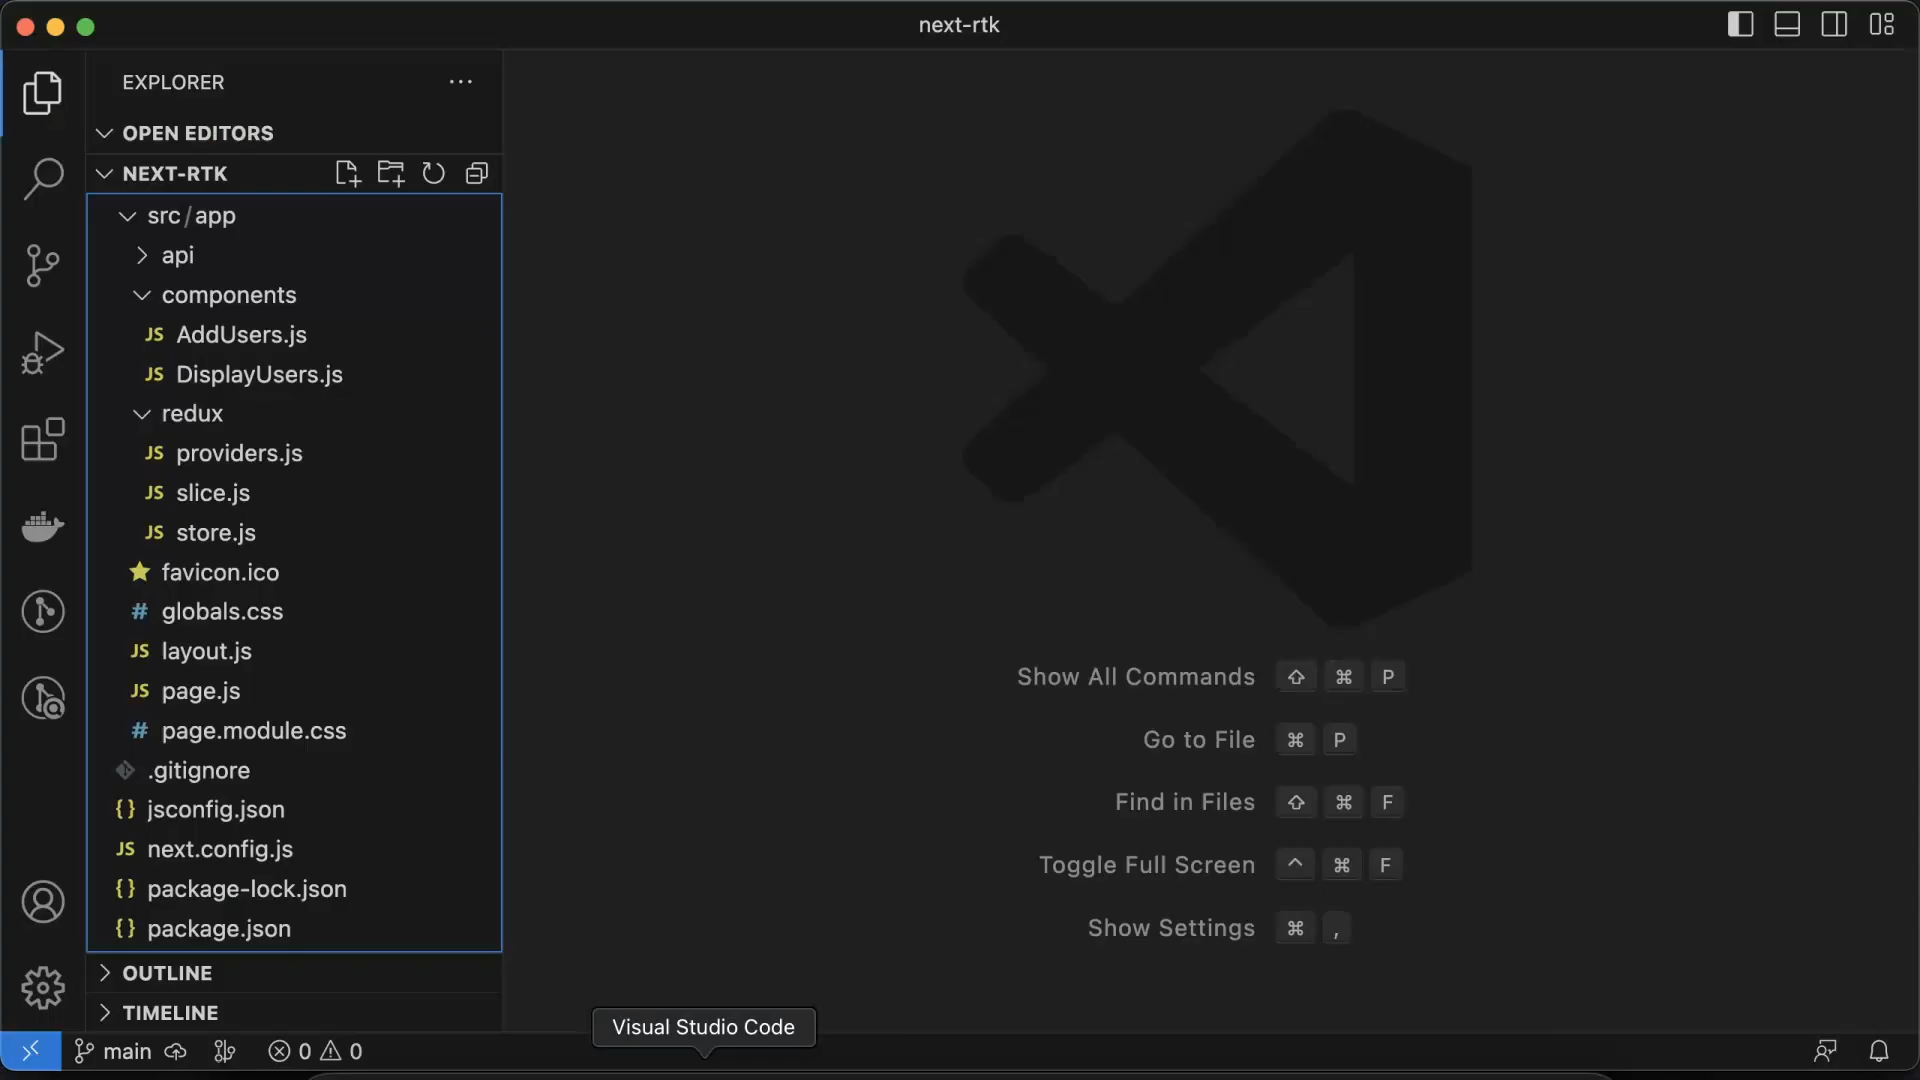 next-rtk
EXPLORER
OPEN EDITORS
NEXT-RTK
src/app
api
components
JS AddUsers.js
JS DisplayUsers.js
redux
JS providers.js
JS slice.js
JS store.js
favicon.ico
# globals.css
JS layout.js
JS page.js
# page.module.css
.gitignore
{} jsconfig.json
JS next.config.js
{} package-lock.json
{} package.json
OUTLINE
TIMELINE
Show All Commands ⇧ ⌘ P
Go to File ⌘ P
Find in Files ⇧ ⌘ F
Toggle Full Screen ^ ⌘ F
Show Settings ⌘ ,
Visual Studio Code
main 0 0